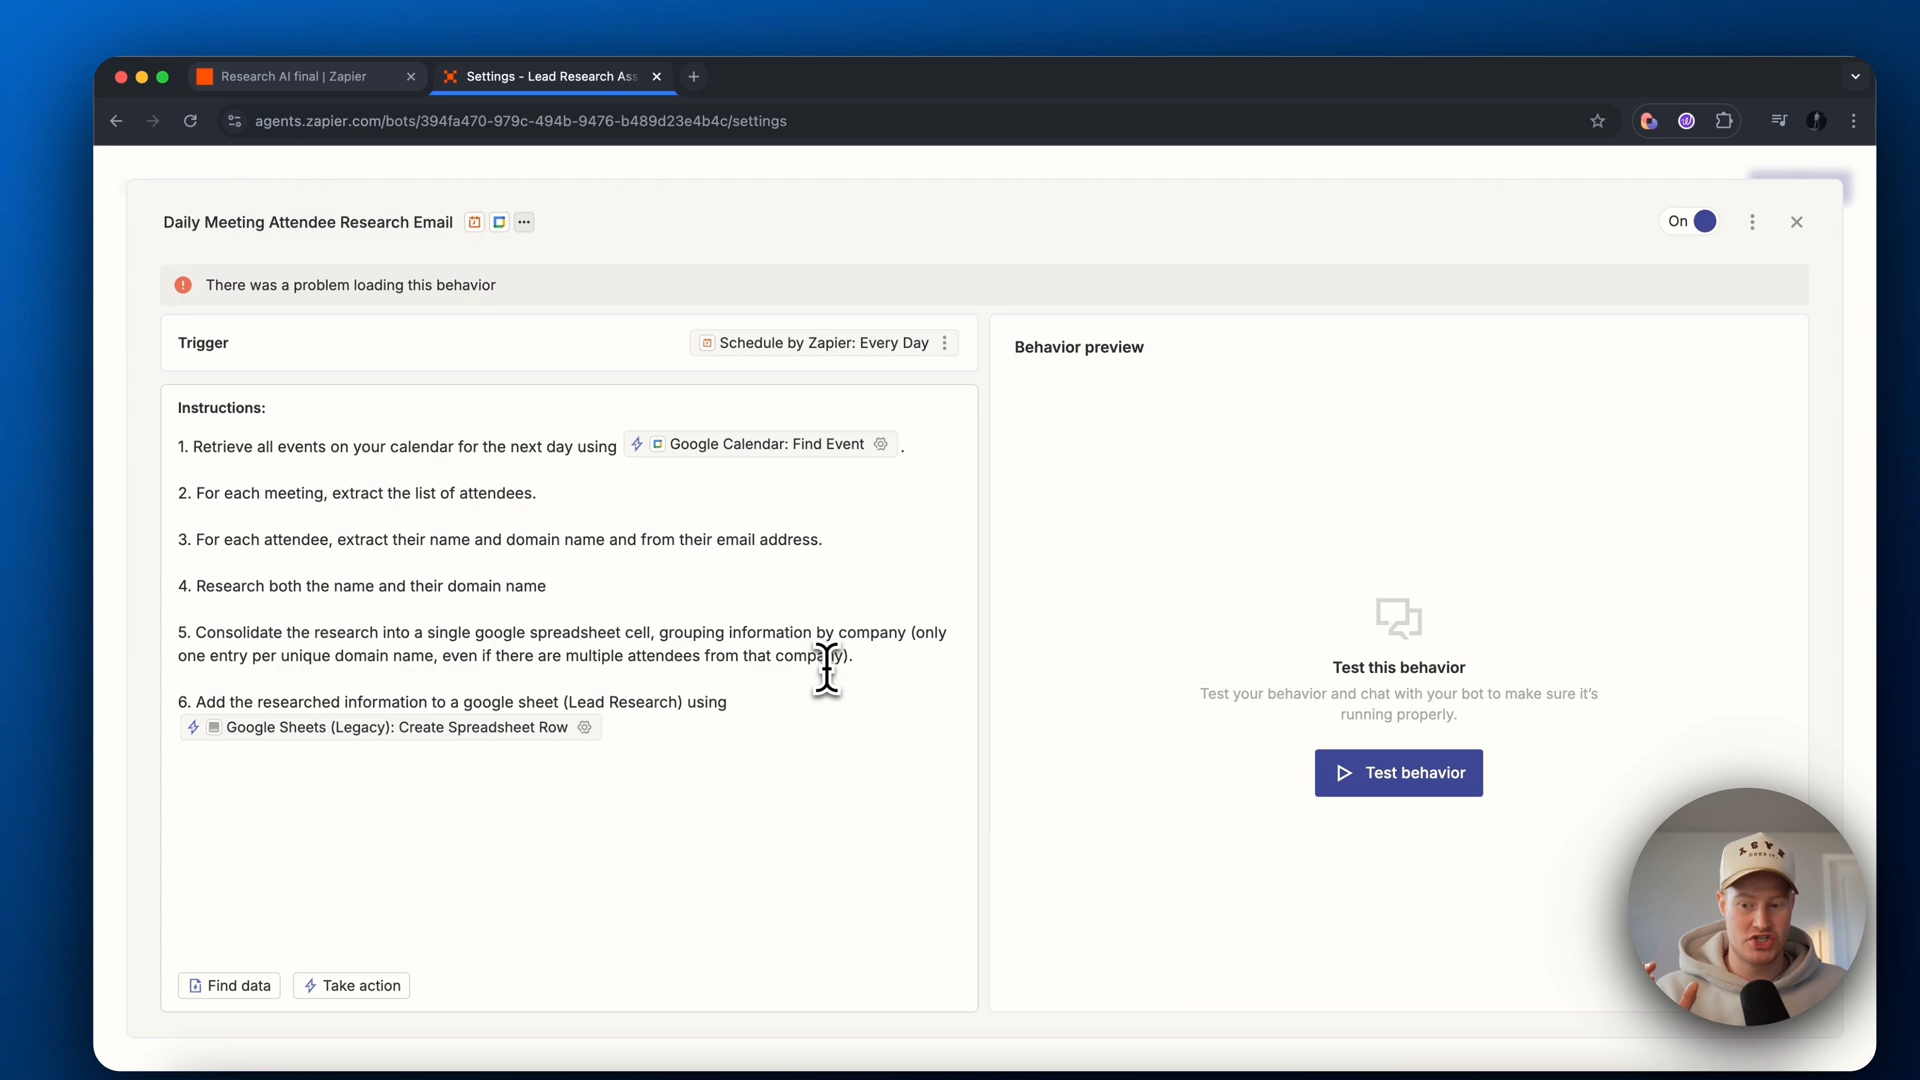 Research AI final | Zapier
Settings - Lead Research Ass
agents.zapier.com/bots/394fa470-979c-494b-9476-b489d23e4b4c/settings
Daily Meeting Attendee Research Email
On
There was a problem loading this behavior
Trigger
Schedule by Zapier: Every Day
Behavior preview
Instructions:
1. Retrieve all events on your calendar for the next day using Google Calendar: Find Event .
2. For each meeting, extract the list of attendees.
3. For each attendee, extract their name and domain name and from their email address.
4. Research both the name and their domain name
5. Consolidate the research into a single google spreadsheet cell, grouping information by company (only
one entry per unique domain name, even if there are multiple attendees from that company).
6. Add the researched information to a google sheet (Lead Research) using
Google Sheets (Legacy): Create Spreadsheet Row
Test this behavior
Test your behavior and chat with your bot to make sure it's
running properly.
Test behavior
Find data
Take action